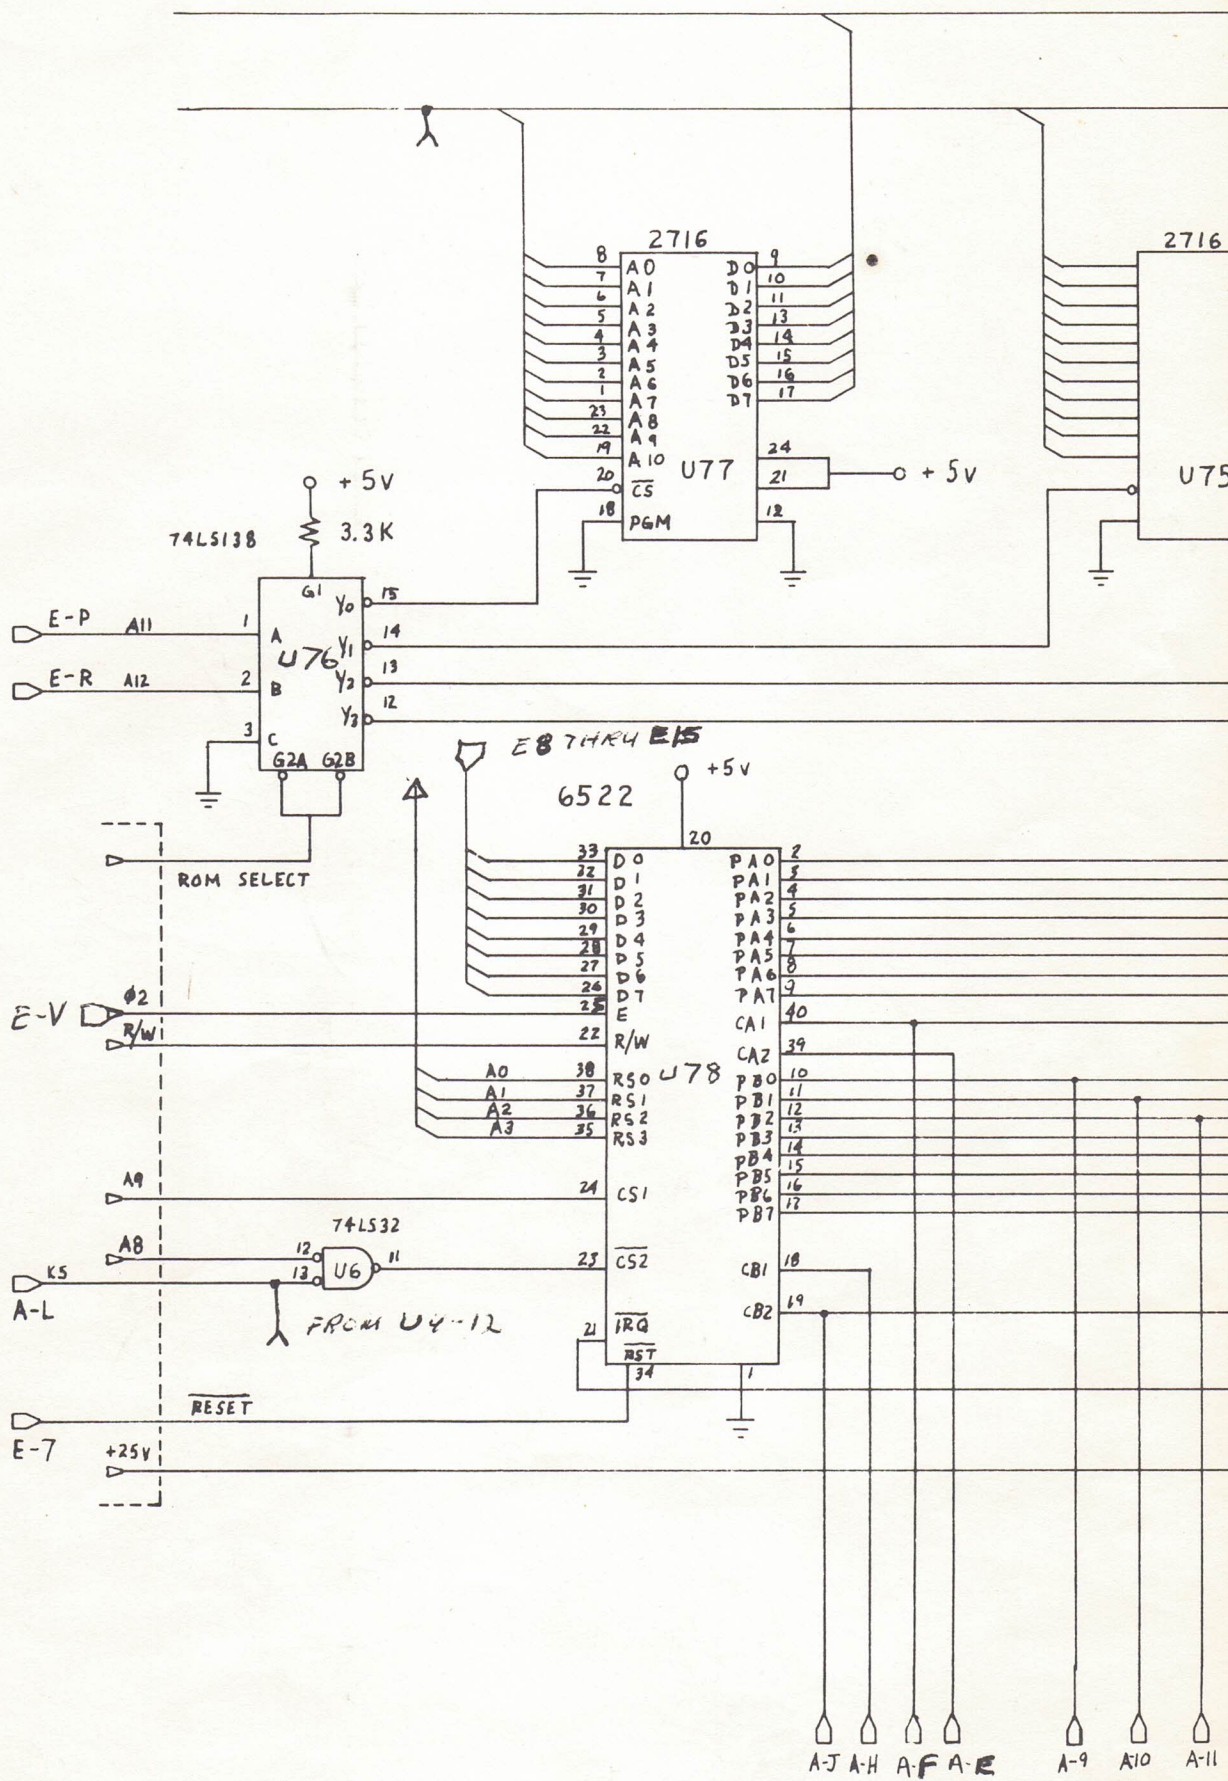 2716
2716
8 A0 D0 9
7 A1 D1 10
6 A2 D2 11
5 A3 D3 13
4 A4 D4 14
3 A5 D5 15
2 A6 D6 16
1 A7 D7 17
23 A8
22 A9
19 A10 24
U77
U75
20 CS 21
+5V
18 PGM 12
+5V
3.3K
74LS138
G1
Y0 15
E-P A11 1 A
Y1 14
U76
E-R A12 2 B
Y2 13
Y3 12
3 C
G2A G2B
E8 THRU E15
+5V
6522
20
ROM SELECT
33 D0 PA0 2
32 D1 PA1 3
31 D2 PA2 4
30 D3 PA3 5
29 D4 PA4 6
28 D5 PA5 7
27 D6 PA6 8
26 D7 PA7 9
E-V Φ2 25 E
R/W 22 R/W
CA1 40
CA2 39
U78
A0 38 RS0 PB0 10
A1 37 RS1 PB1 11
A2 36 RS2 PB2 12
A3 35 RS3 PB3 13
PB4 14
PB5 15
PB6 16
PB7 17
A9 24 CS1
74LS32
A8 12 11 23 CS2
U6
K5 13
A-L
CB1 18
CB2 19
FROM U4-12
21 IRQ
RST
34 1
RESET
E-7
+25V
A-J A-H A-F A-E A-9 A-10 A-11